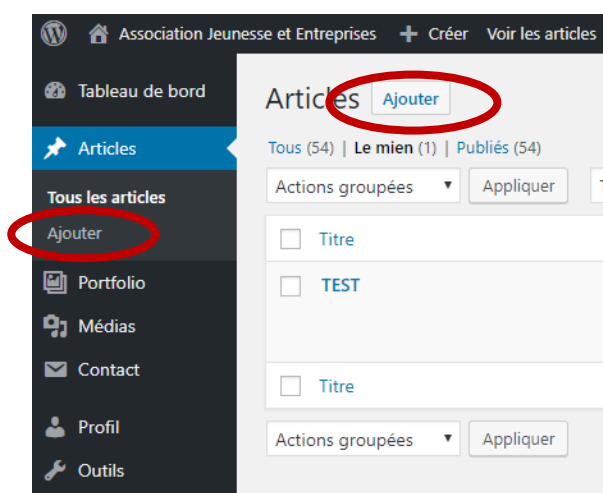 Association Jeunesse et Entreprises + Créer Voir les articles
Tableau de bord
Articles Ajouter
Articles
Tous (54) | Le mien (1) | Publiés (54)
Tous les articles
Actions groupées Appliquer
Ajouter
Titre
Portfolio
TEST
Médias
Contact
Titre
Profil
Actions groupées Appliquer
Outils